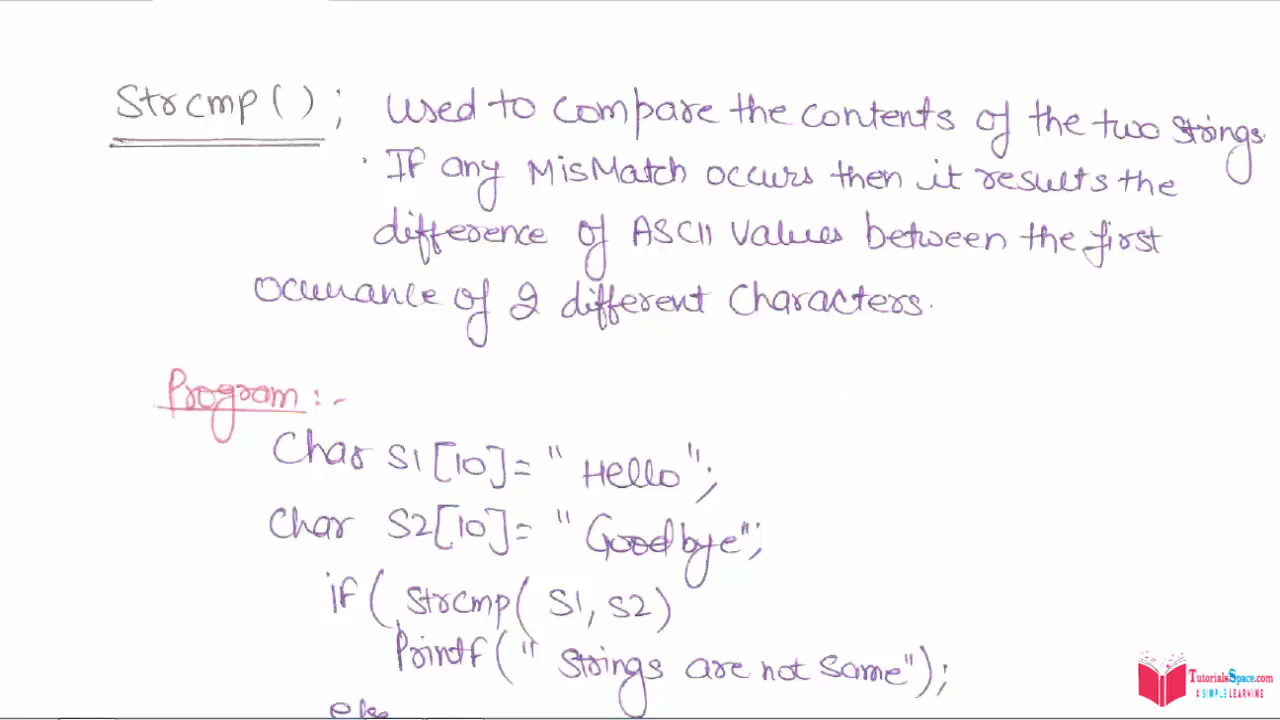 Strcmp() ; Used to compare the contents of the two strings
· If any MisMatch occurs then it results the
difference of ASCII values between the first
ocurrance of 2 different Characters.
Program :-
Char S1[10]= "Hello";
Char S2[10]= "Goodbye";
if( Strcmp( S1, S2)
Printf(" Strings are not Same");
else
TutorialsSpace.com
A SIMPLE LEARNING